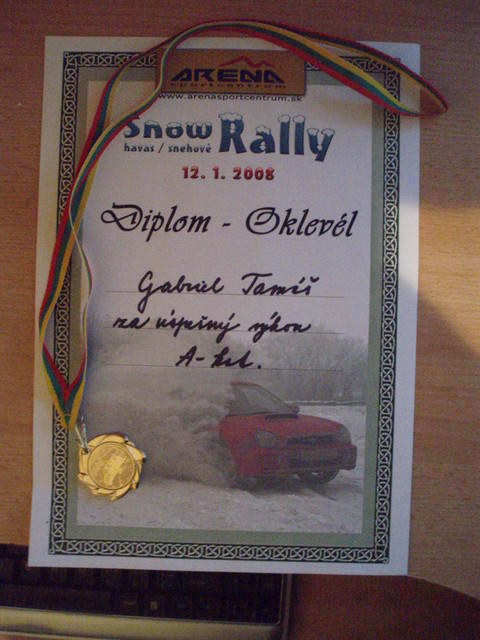 ARENA
sportcentrum
www.arenasportcentrum.sk
Snow Rally
havas / snehové
12. 1. 2008
Diplom - Oklevél
Gabriel Tamáš
za úspešný výkon
A-kat.